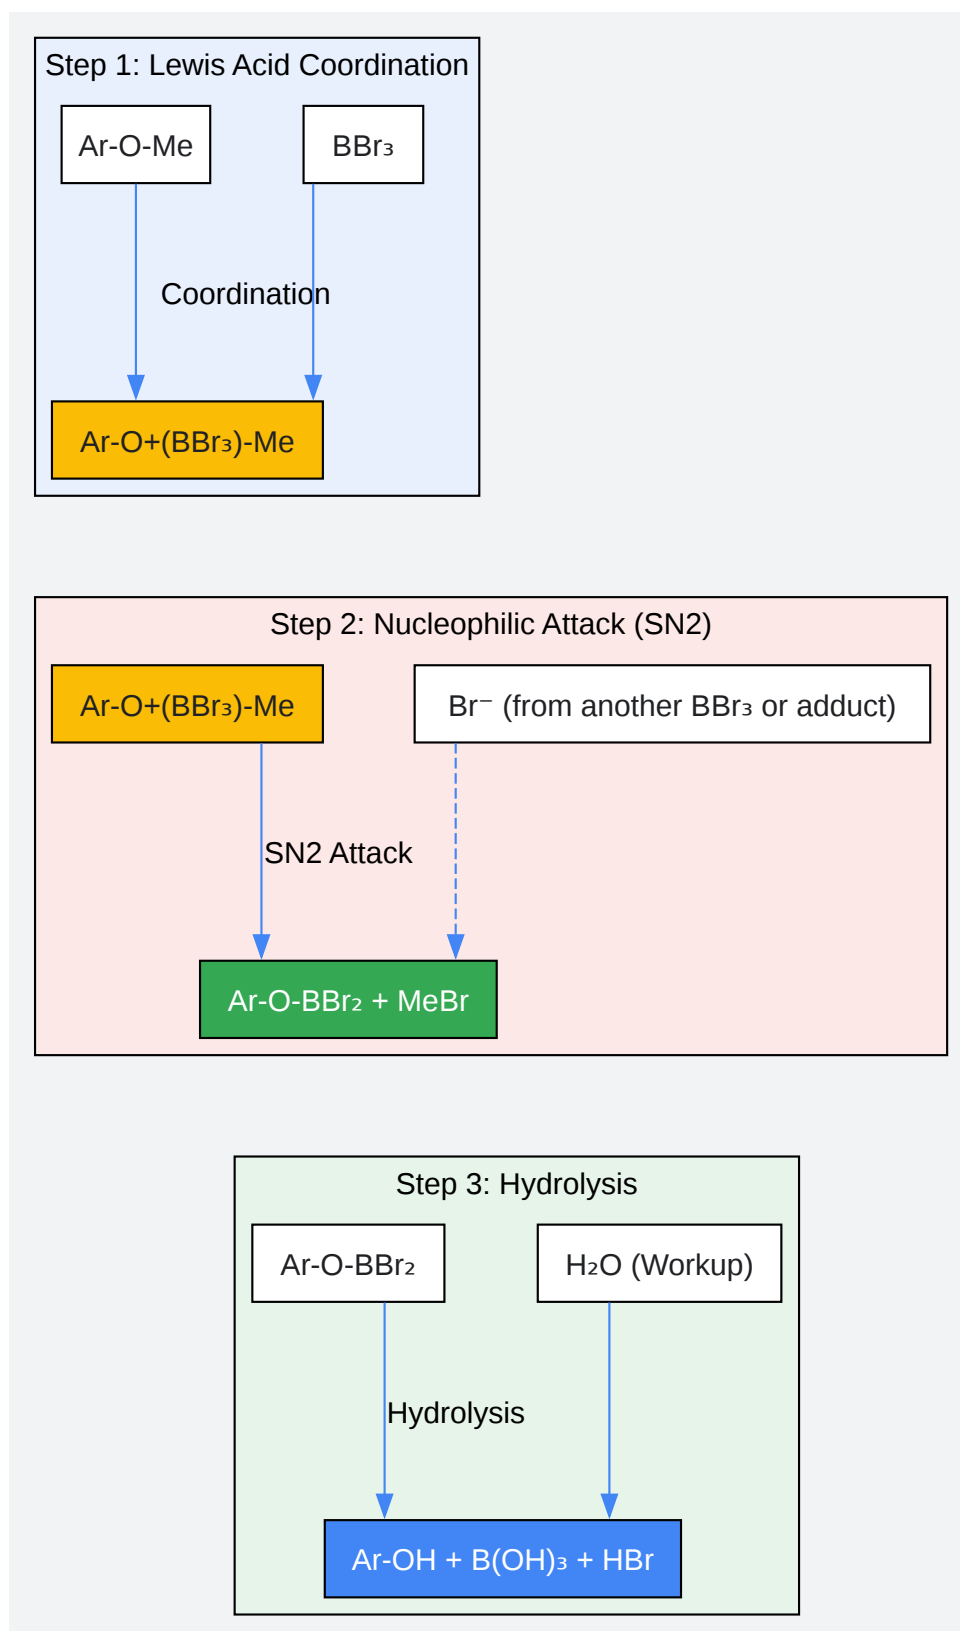 Step 1: Lewis Acid Coordination
Ar-O-Me
BBr₃
Coordination
Ar-O+(BBr₃)-Me
Step 2: Nucleophilic Attack (SN2)
Ar-O+(BBr₃)-Me
Br⁻ (from another BBr₃ or adduct)
SN2 Attack
Ar-O-BBr₂ + MeBr
Step 3: Hydrolysis
Ar-O-BBr₂
H₂O (Workup)
Hydrolysis
Ar-OH + B(OH)₃ + HBr